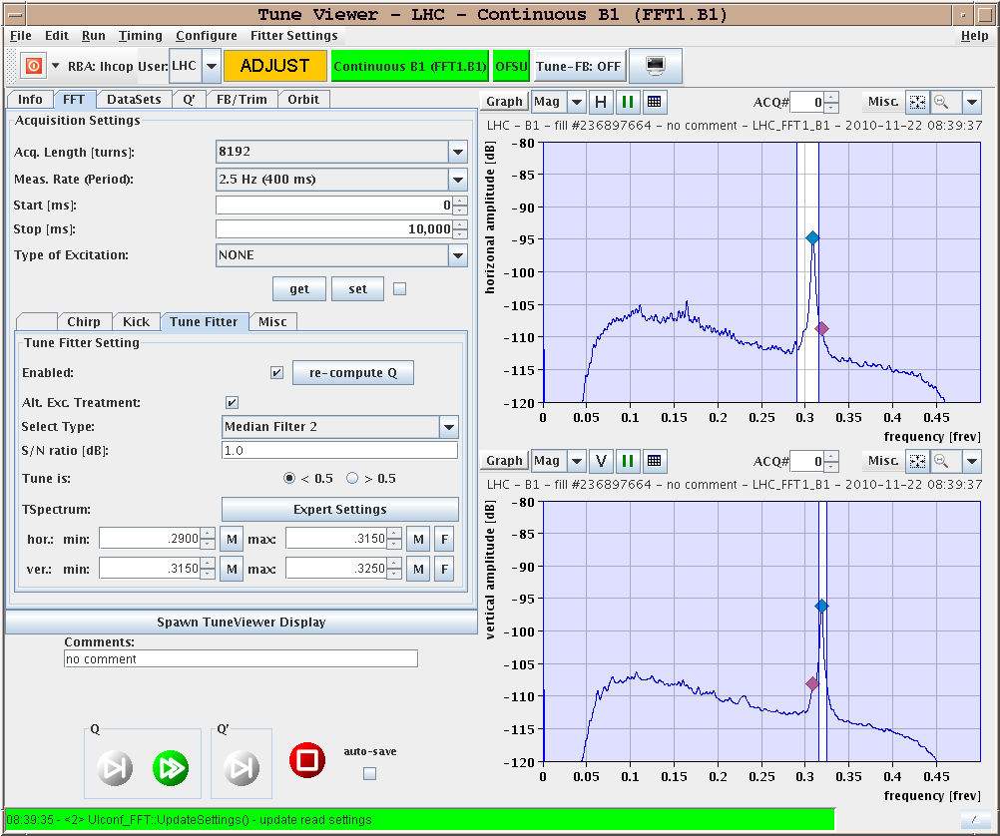 Tune Viewer - LHC - Continuous B1 (FFT1.B1)
File Edit Run Timing Configure Fitter Settings Help
RBA: lhcop User: LHC ADJUST Continuous B1 (FFT1.B1) OFSU Tune-FB: OFF
Info FFT DataSets Q' FB/Trim Orbit
Acquisition Settings
Acq. Length [turns]: 8192
Meas. Rate (Period): 2.5 Hz (400 ms)
Start [ms]: 0
Stop [ms]: 10,000
Type of Excitation: NONE
get set
Chirp Kick Tune Fitter Misc
Tune Fitter Setting
Enabled: re-compute Q
Alt. Exc. Treatment:
Select Type: Median Filter 2
S/N ratio [dB]: 1.0
Tune is: < 0.5 > 0.5
TSpectrum: Expert Settings
hor.: min: .2900 M max: .3150 M F
ver.: min: .3150 M max: .3250 M F
Spawn TuneViewer Display
Comments:
no comment
Q Q'
auto-save
Graph Mag H ACQ# 0 Misc.
LHC - B1 - fill #236897664 - no comment - LHC_FFT1_B1 - 2010-11-22 08:39:37
horizonal amplitude [dB]
-80
-85
-90
-95
-100
-105
-110
-115
-120
0 0.05 0.1 0.15 0.2 0.25 0.3 0.35 0.4 0.45
frequency [frev]
Graph Mag V ACQ# 0 Misc.
LHC - B1 - fill #236897664 - no comment - LHC_FFT1_B1 - 2010-11-22 08:39:37
vertical amplitude [dB]
-80
-85
-90
-95
-100
-105
-110
-115
-120
0 0.05 0.1 0.15 0.2 0.25 0.3 0.35 0.4 0.45
frequency [frev]
08:39:35 - <2> UIconf_FFT::UpdateSettings() - update read settings